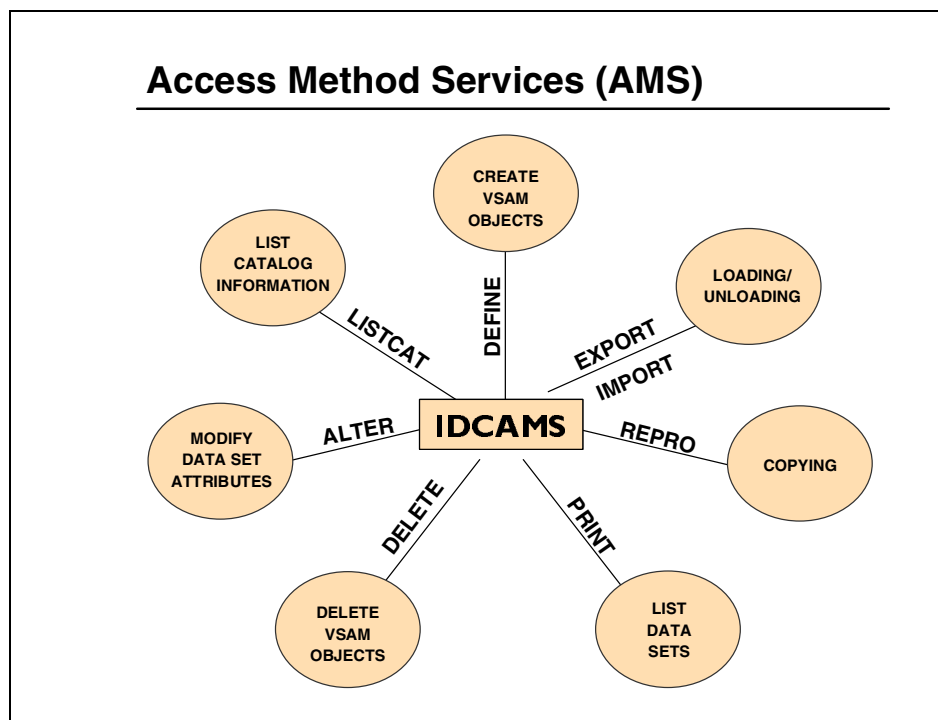 Access Method Services (AMS)
CREATE
VSAM
OBJECTS
LIST
CATALOG
INFORMATION
LOADING/
UNLOADING
LISTCAT
DEFINE
EXPORT
IMPORT
IDCAMS
ALTER
REPRO
MODIFY
DATA SET
ATTRIBUTES
COPYING
DELETE
PRINT
DELETE
VSAM
OBJECTS
LIST
DATA
SETS